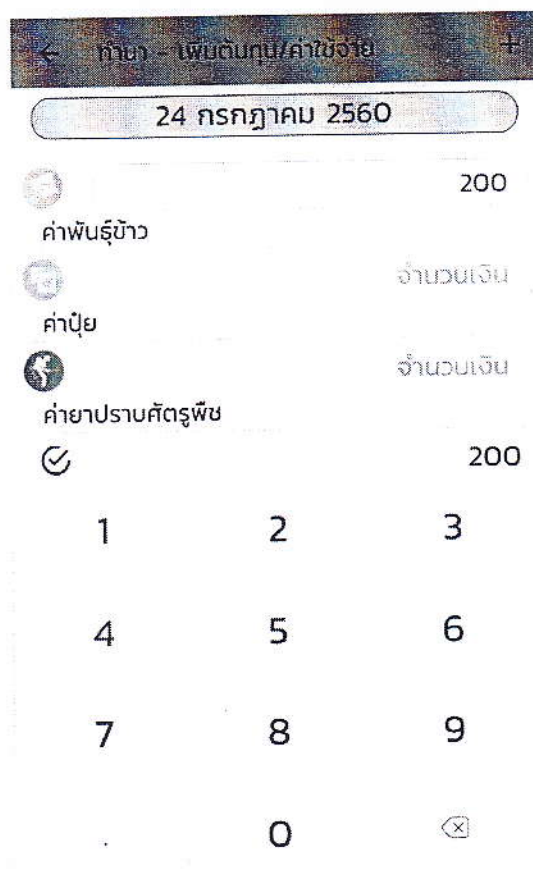 ← ทำนา - เพิ่มต้นทุน/ค่าใช้จ่าย +
24 กรกฎาคม 2560
200
ค่าพันธุ์ข้าว
จำนวนเงิน
ค่าปุ๋ย
จำนวนเงิน
ค่ายาปราบศัตรูพืช
200
1 2 3
4 5 6
7 8 9
. 0